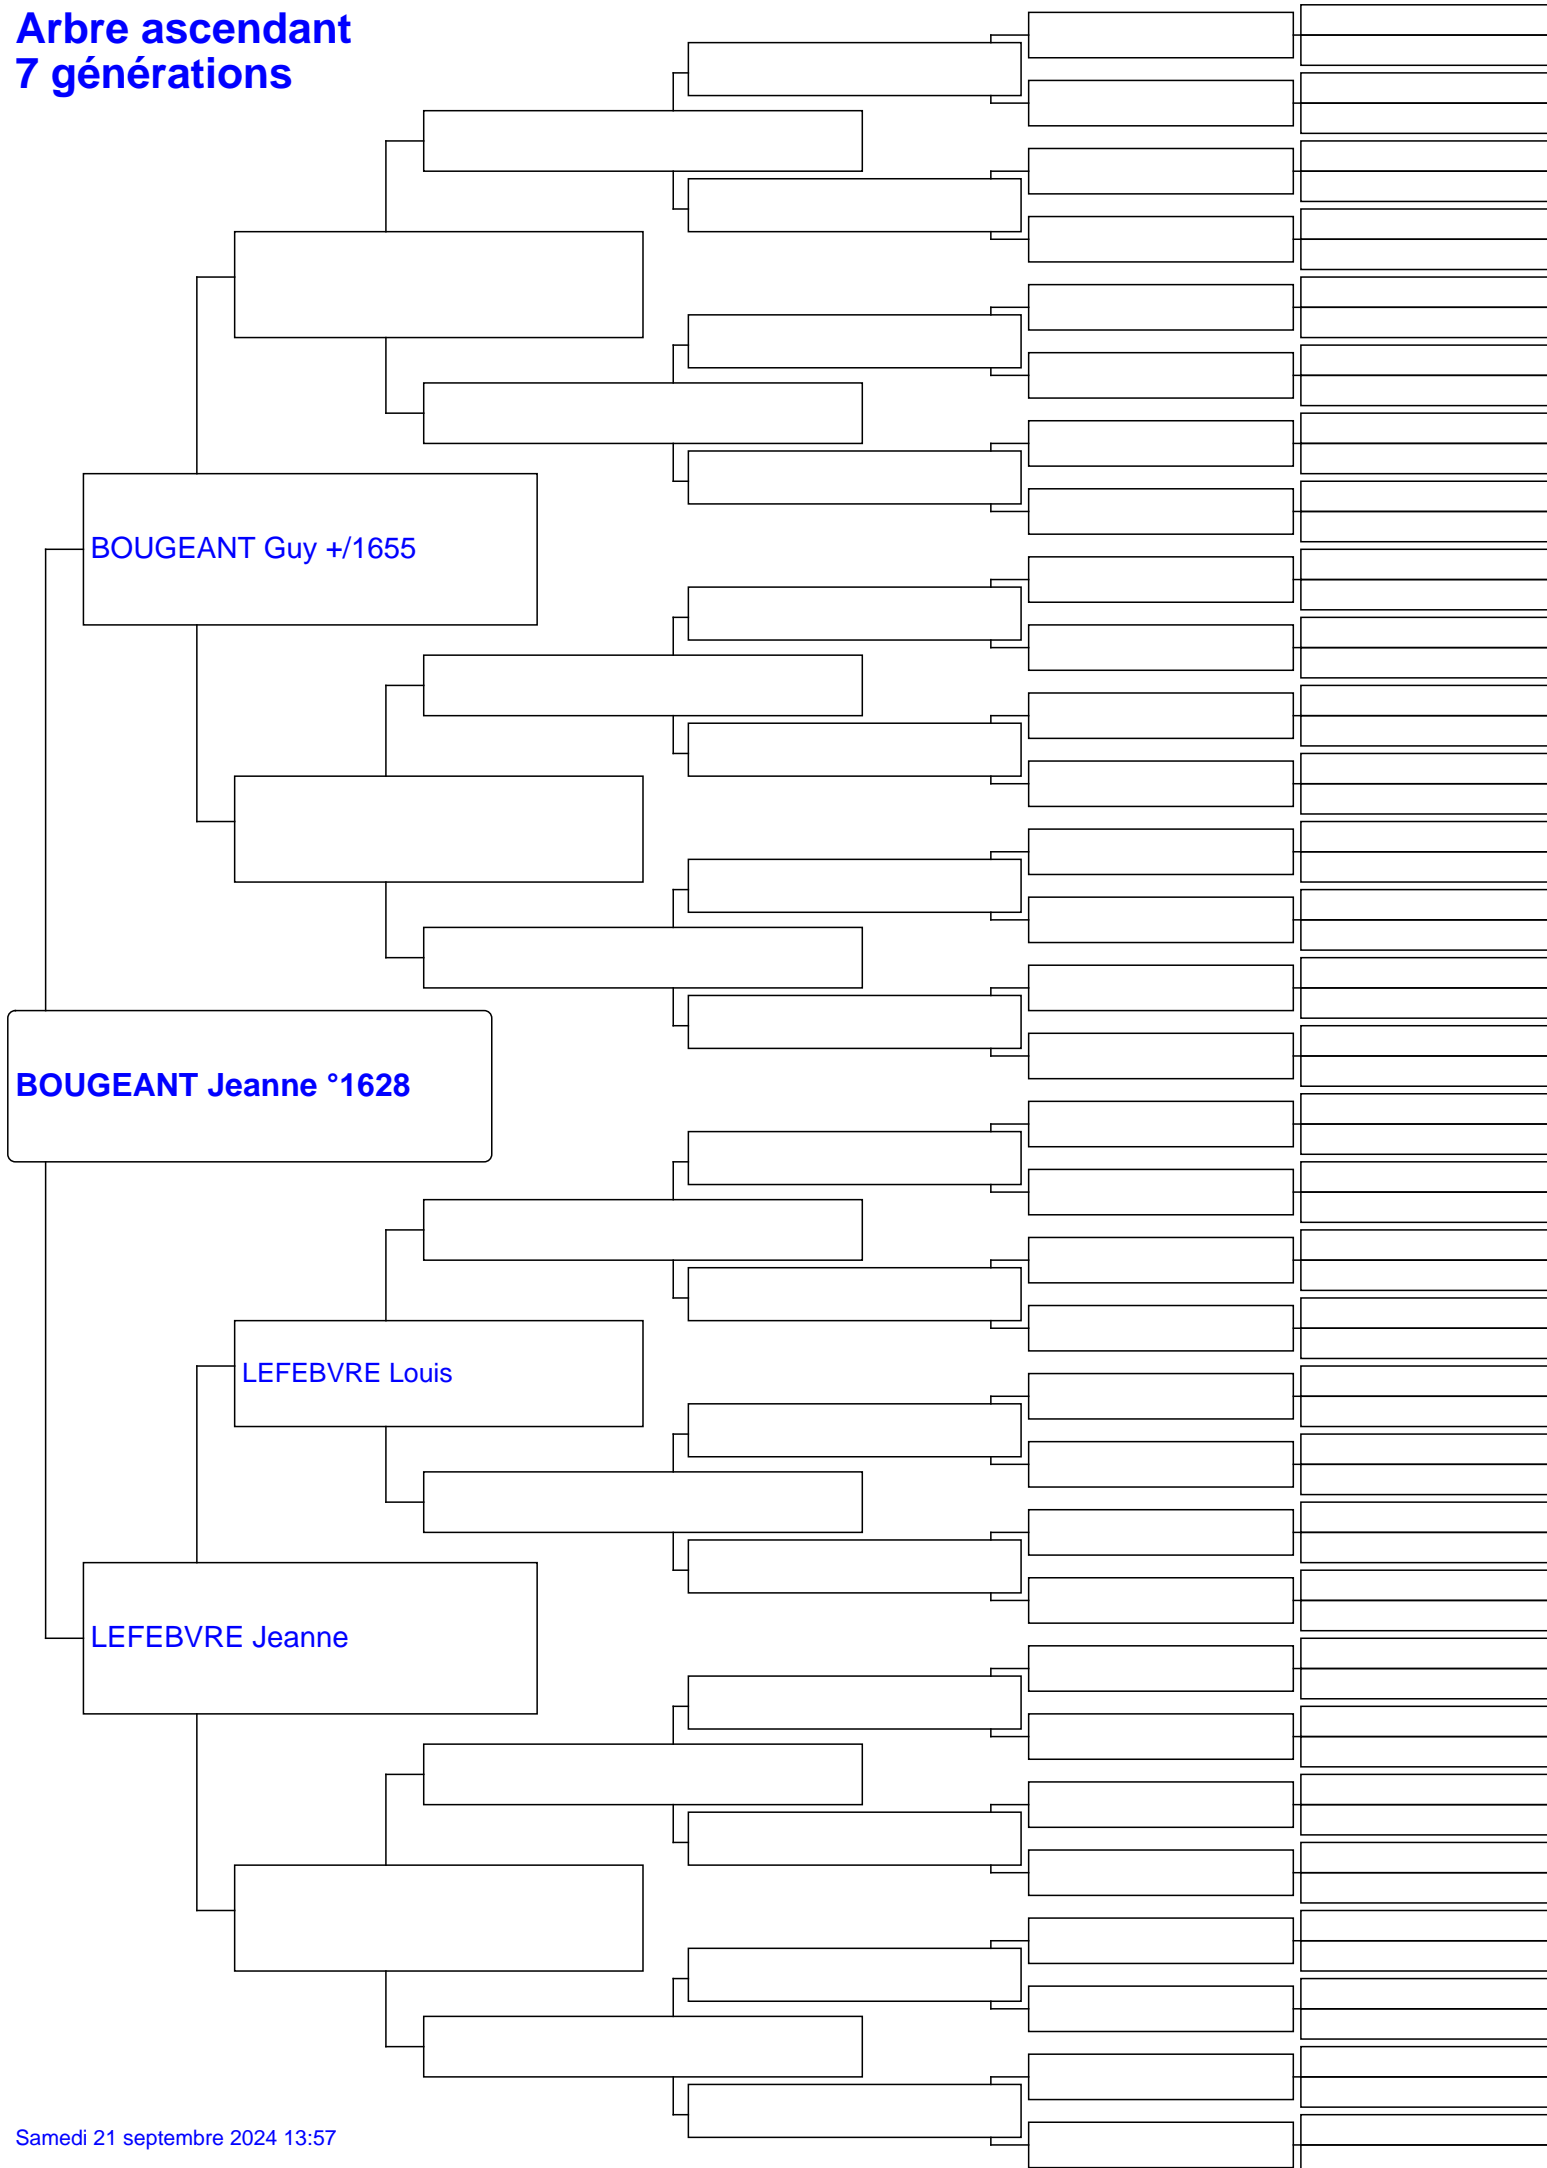 Arbre ascendant
7 générations
BOUGEANT Guy +/1655
BOUGEANT Jeanne °1628
LEFEBVRE Louis
LEFEBVRE Jeanne
Samedi 21 septembre 2024 13:57